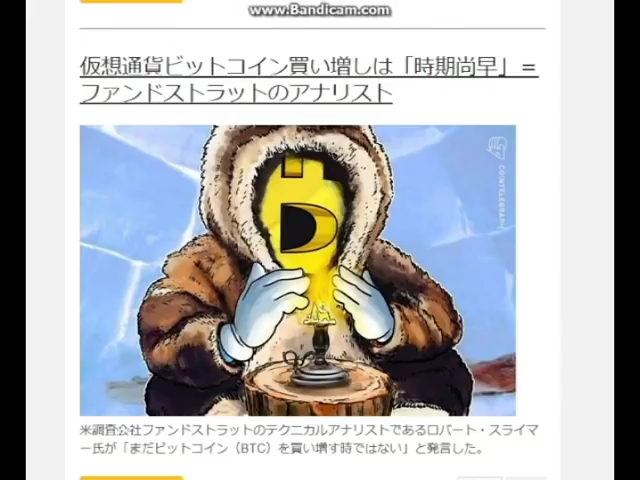 www.Bandicam.com
仮想通貨ビットコイン買い増しは「時期尚早」＝
ファンドストラットのアナリスト
COINTELEGRAPH
米調査公社ファンドストラットのテクニカルアナリストであるロバート・スライマ
ー氏が「まだビットコイン（BTC）を買い増す時ではない」と発言した。